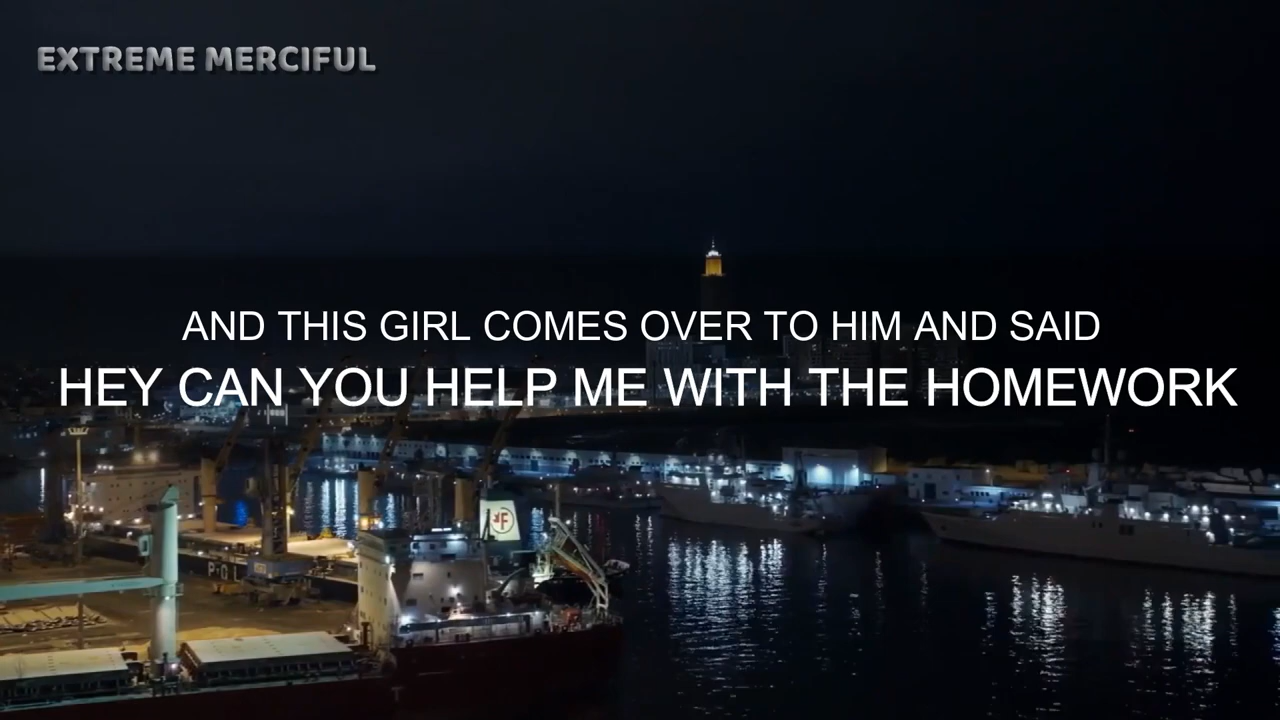 EXTREME MERCIFUL
AND THIS GIRL COMES OVER TO HIM AND SAID
HEY CAN YOU HELP ME WITH THE HOMEWORK
P G L
F